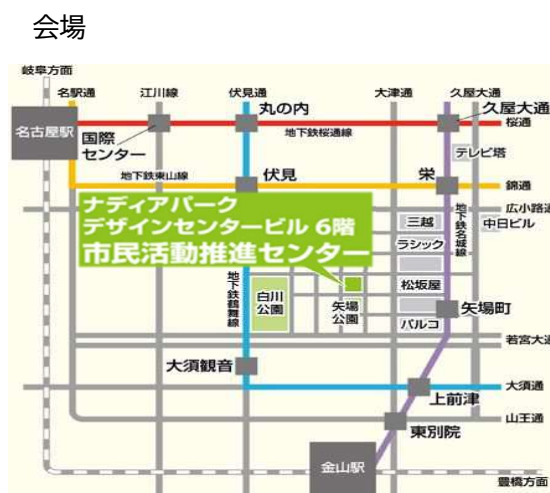 会場
岐阜方面
名駅通
江川線
伏見通
大津通
久屋大通
丸の内
久屋大通
桜通
名古屋駅
国際
センター
地下鉄桜通線
テレビ塔
地下鉄東山線
伏見
栄
錦通
ナディアパーク
デザインセンタービル 6階
市民活動推進センター
広小路通
三越
中日ビル
ラシック
地下鉄名城線
地下鉄鶴舞線
白川
公園
矢場
公園
松坂屋
矢場町
パルコ
若宮大通
大須観音
大須通
上前津
山王通
東別院
金山駅
豊橋方面